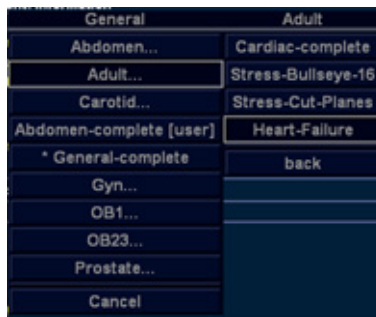 General
Abdomen...
Adult...
Carotid...
Abdomen-complete [user]
* General-complete
Gyn...
OB1...
OB23...
Prostate...
Cancel
Adult
Cardiac-complete
Stress-Bullseye-16
Stress-Cut-Planes
Heart-Failure
back